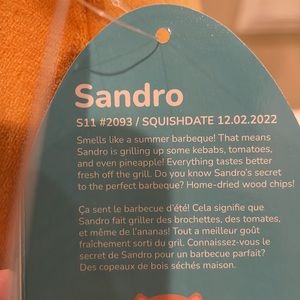 Sandro
S11 #2093 / SQUISHDATE 12.02.2022
Smells like a summer barbeque! That means
Sandro is grilling up some kebabs, tomatoes,
and even pineapple! Everything tastes better
fresh off the grill. Do you know Sandro's secret
to the perfect barbeque? Home-dried wood chips!
Ça sent le barbecue d'été! Cela signifie que
Sandro fait griller des brochettes, des tomates,
et même de l'ananas! Tout a meilleur goût
fraîchement sorti du gril. Connaissez-vous le
secret de Sandro pour un barbecue parfait?
Des copeaux de bois séchés maison.